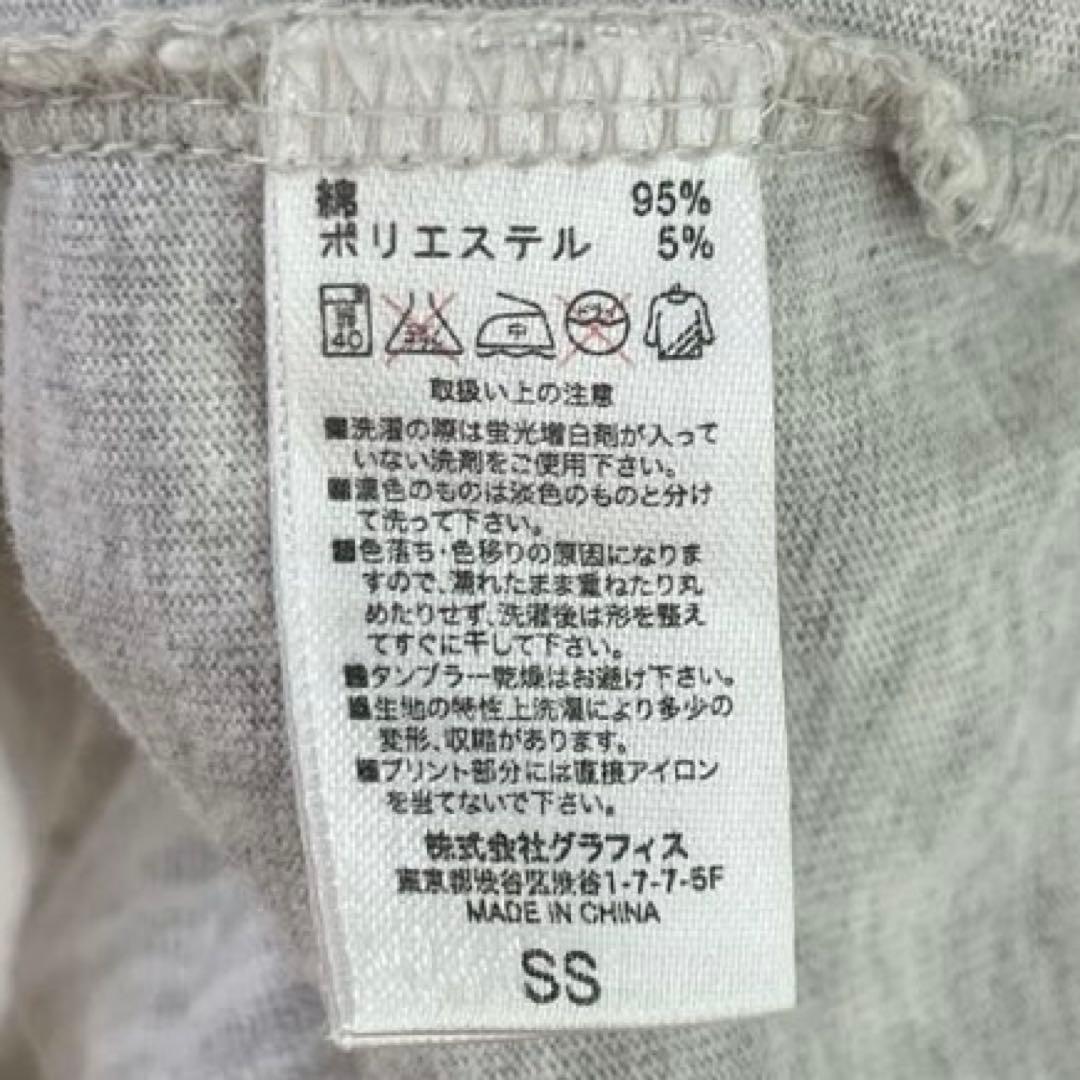 綿 95%
ポリエステル 5%
40 中
取扱い上の注意
■洗濯の際は蛍光増白剤が入って
いない洗剤をご使用下さい。
■濃色のものは淡色のものと分け
て洗って下さい。
■色落ち・色移りの原因になりま
すので、濡れたまま重ねたり丸
めたりせず、洗濯後は形を整え
てすぐに干して下さい。
■タンブラー乾燥はお避け下さい。
■生地の特性上洗濯により多少の
変形、収縮があります。
■プリント部分には直接アイロン
を当てないで下さい。
株式会社グラフィス
東京都渋谷区渋谷1-7-7-5F
MADE IN CHINA
SS